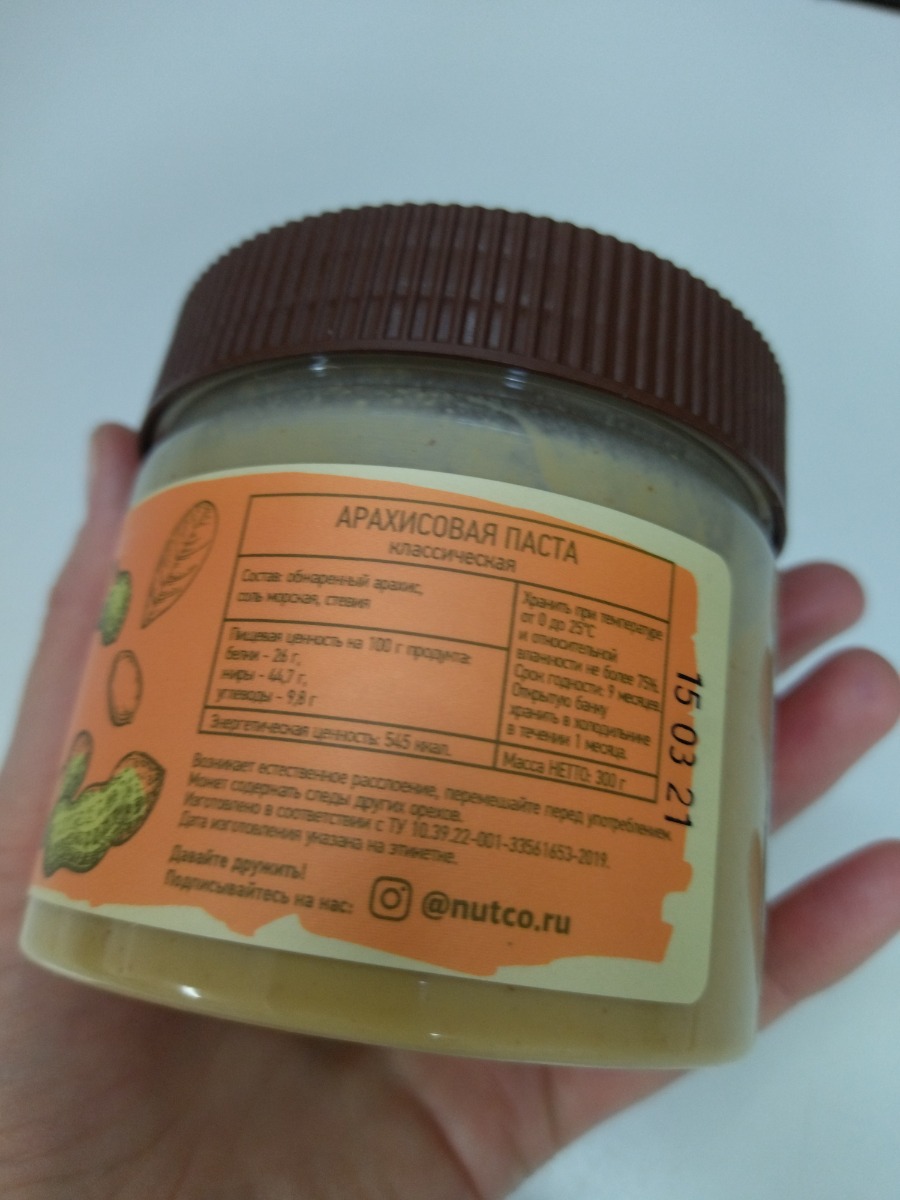 АРАХИСОВАЯ ПАСТА
классическая
Состав: обжаренный арахис,
соль морская, стевия
Пищевая ценность на 100 г продукта:
белки - 26 г,
жиры - 44,7 г
углеводы - 9,8 г
Энергетическая ценность: 545 ккал.
Хранить при температуре
от 0 до 25°С
и относительной
влажности не более 75%.
Срок годности: 9 месяцев
Открытую банку
хранить в холодильнике
в течении 1 месяца.
Масса НЕТТО: 300 г
15 03 21
Возникает естественное расслоение, перемешайте перед употреблением.
Может содержать следы других орехов.
Изготовлено в соответствии с ТУ 10.39.22-001-33561653-2019.
Дата изготовления указана на этикетке.
Давайте дружить!
Подписывайтесь на нас:
@nutco.ru